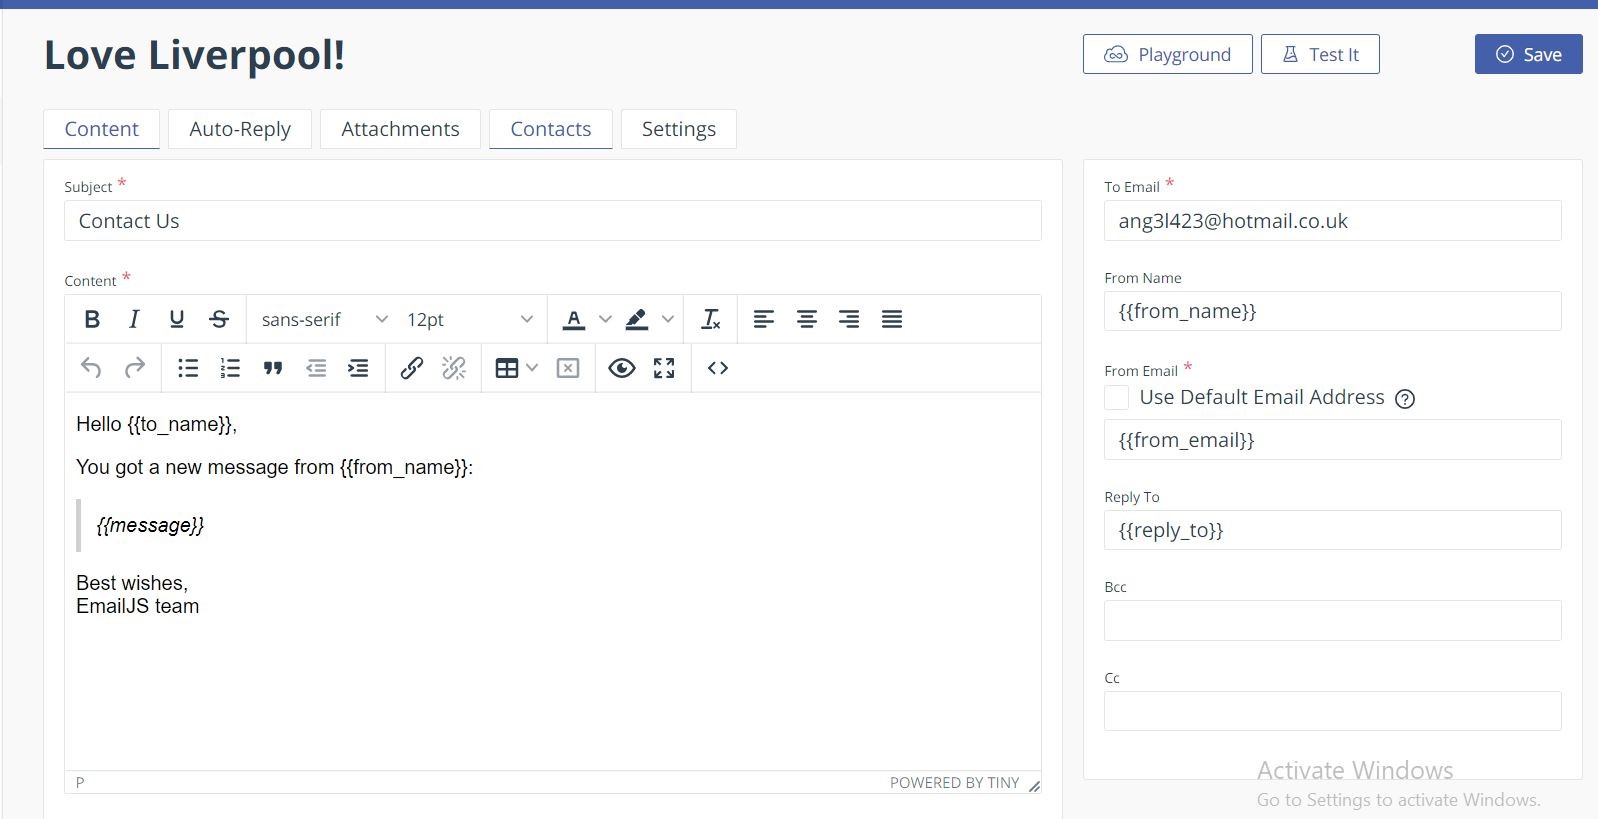 Love Liverpool!
Playground
Test It
Save
Content
Auto-Reply
Attachments
Contacts
Settings
Subject *
Contact Us
Content *
B I U S sans-serif 12pt A
Hello {{to_name}},
You got a new message from {{from_name}}:
{{message}}
Best wishes,
EmailJS team
P
POWERED BY TINY
To Email *
ang3l423@hotmail.co.uk
From Name
{{from_name}}
From Email *
Use Default Email Address ?
{{from_email}}
Reply To
{{reply_to}}
Bcc
Cc
Activate Windows
Go to Settings to activate Windows.